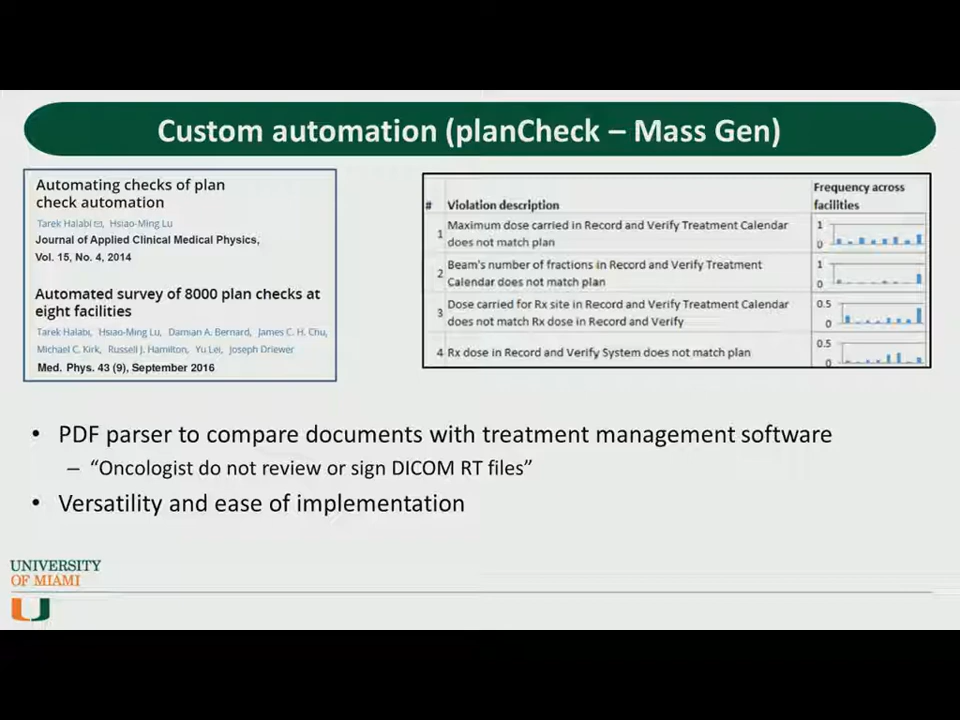 Custom automation (planCheck – Mass Gen)
Automating checks of plan
check automation
Tarek Halabi, Hsiao-Ming Lu
Journal of Applied Clinical Medical Physics,
Vol. 15, No. 4, 2014
Automated survey of 8000 plan checks at
eight facilities
Tarek Halabi, Hsiao-Ming Lu, Damian A. Bernard, James C. H. Chu,
Michael C. Kirk, Russell J. Hamilton, Yu Lei, Joseph Driewer
Med. Phys. 43 (9), September 2016
# Violation description Frequency across
facilities
1 Maximum dose carried in Record and Verify Treatment Calendar
does not match plan
1
0
2 Beam's number of fractions in Record and Verify Treatment
Calendar does not match plan
1
0
3 Dose carried for Rx site in Record and Verify Treatment Calendar
does not match Rx dose in Record and Verify
0.5
0
4 Rx dose in Record and Verify System does not match plan
0.5
0
• PDF parser to compare documents with treatment management software
– “Oncologist do not review or sign DICOM RT files”
• Versatility and ease of implementation
UNIVERSITY
OF MIAMI
U